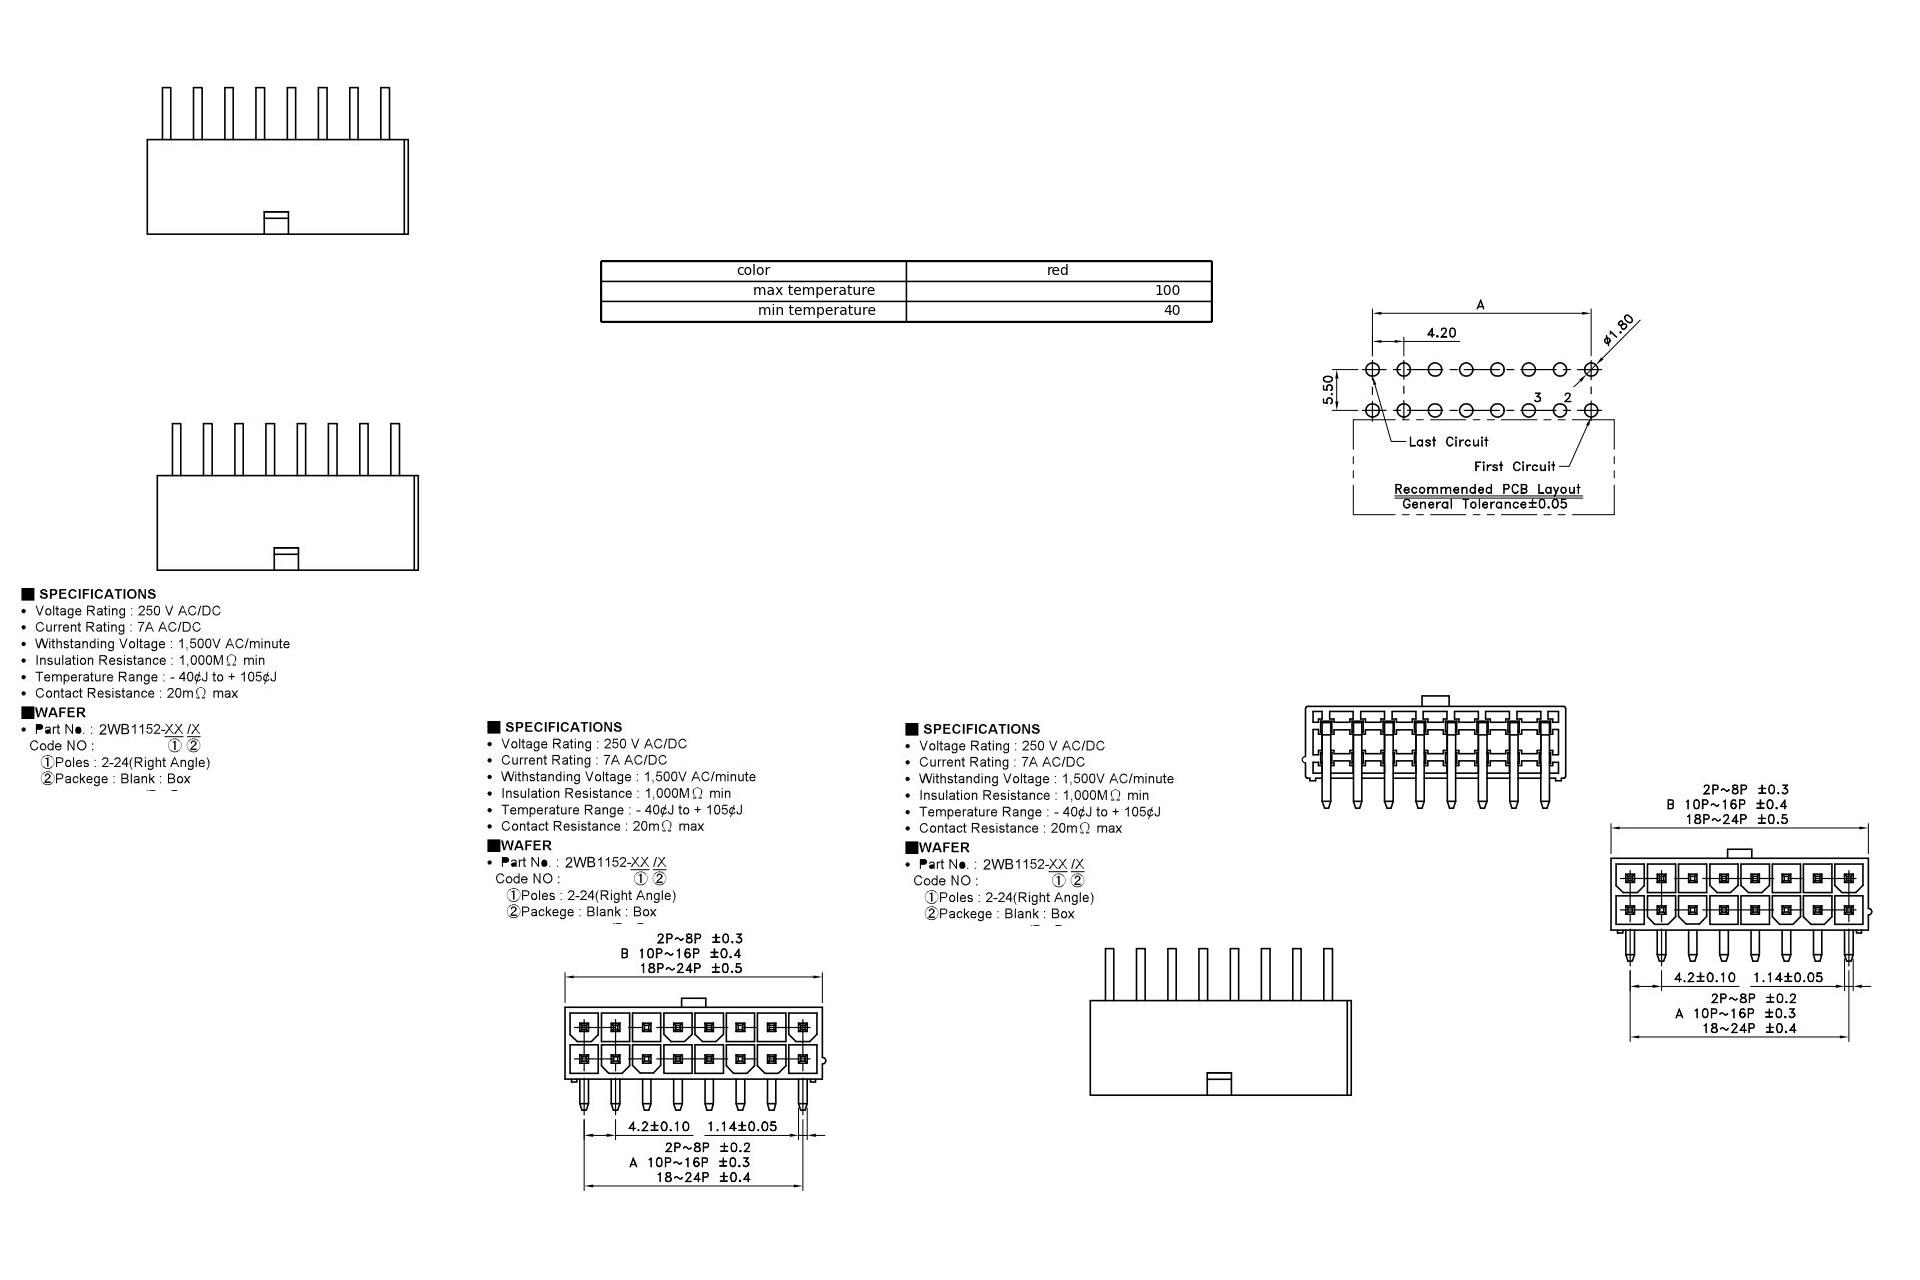 color red
max temperature 100
min temperature 40
A
4.20
ø1.80
5.50
3 2
Last Circuit
First Circuit
Recommended PCB Layout
General Tolerance±0.05
■ SPECIFICATIONS
• Voltage Rating : 250 V AC/DC
• Current Rating : 7A AC/DC
• Withstanding Voltage : 1,500V AC/minute
• Insulation Resistance : 1,000MΩ min
• Temperature Range : - 40¢J to + 105¢J
• Contact Resistance : 20mΩ max
■WAFER
• Part No. : 2WB1152-XX /X
Code NO : ① ②
①Poles : 2-24(Right Angle)
②Packege : Blank : Box
■ SPECIFICATIONS
• Voltage Rating : 250 V AC/DC
• Current Rating : 7A AC/DC
• Withstanding Voltage : 1,500V AC/minute
• Insulation Resistance : 1,000MΩ min
• Temperature Range : - 40¢J to + 105¢J
• Contact Resistance : 20mΩ max
■WAFER
• Part No. : 2WB1152-XX /X
Code NO : ① ②
①Poles : 2-24(Right Angle)
②Packege : Blank : Box
■ SPECIFICATIONS
• Voltage Rating : 250 V AC/DC
• Current Rating : 7A AC/DC
• Withstanding Voltage : 1,500V AC/minute
• Insulation Resistance : 1,000MΩ min
• Temperature Range : - 40¢J to + 105¢J
• Contact Resistance : 20mΩ max
■WAFER
• Part No. : 2WB1152-XX /X
Code NO : ① ②
①Poles : 2-24(Right Angle)
②Packege : Blank : Box
2P~8P ±0.3
B 10P~16P ±0.4
18P~24P ±0.5
4.2±0.10 1.14±0.05
2P~8P ±0.2
A 10P~16P ±0.3
18~24P ±0.4
2P~8P ±0.3
B 10P~16P ±0.4
18P~24P ±0.5
4.2±0.10 1.14±0.05
2P~8P ±0.2
A 10P~16P ±0.3
18~24P ±0.4